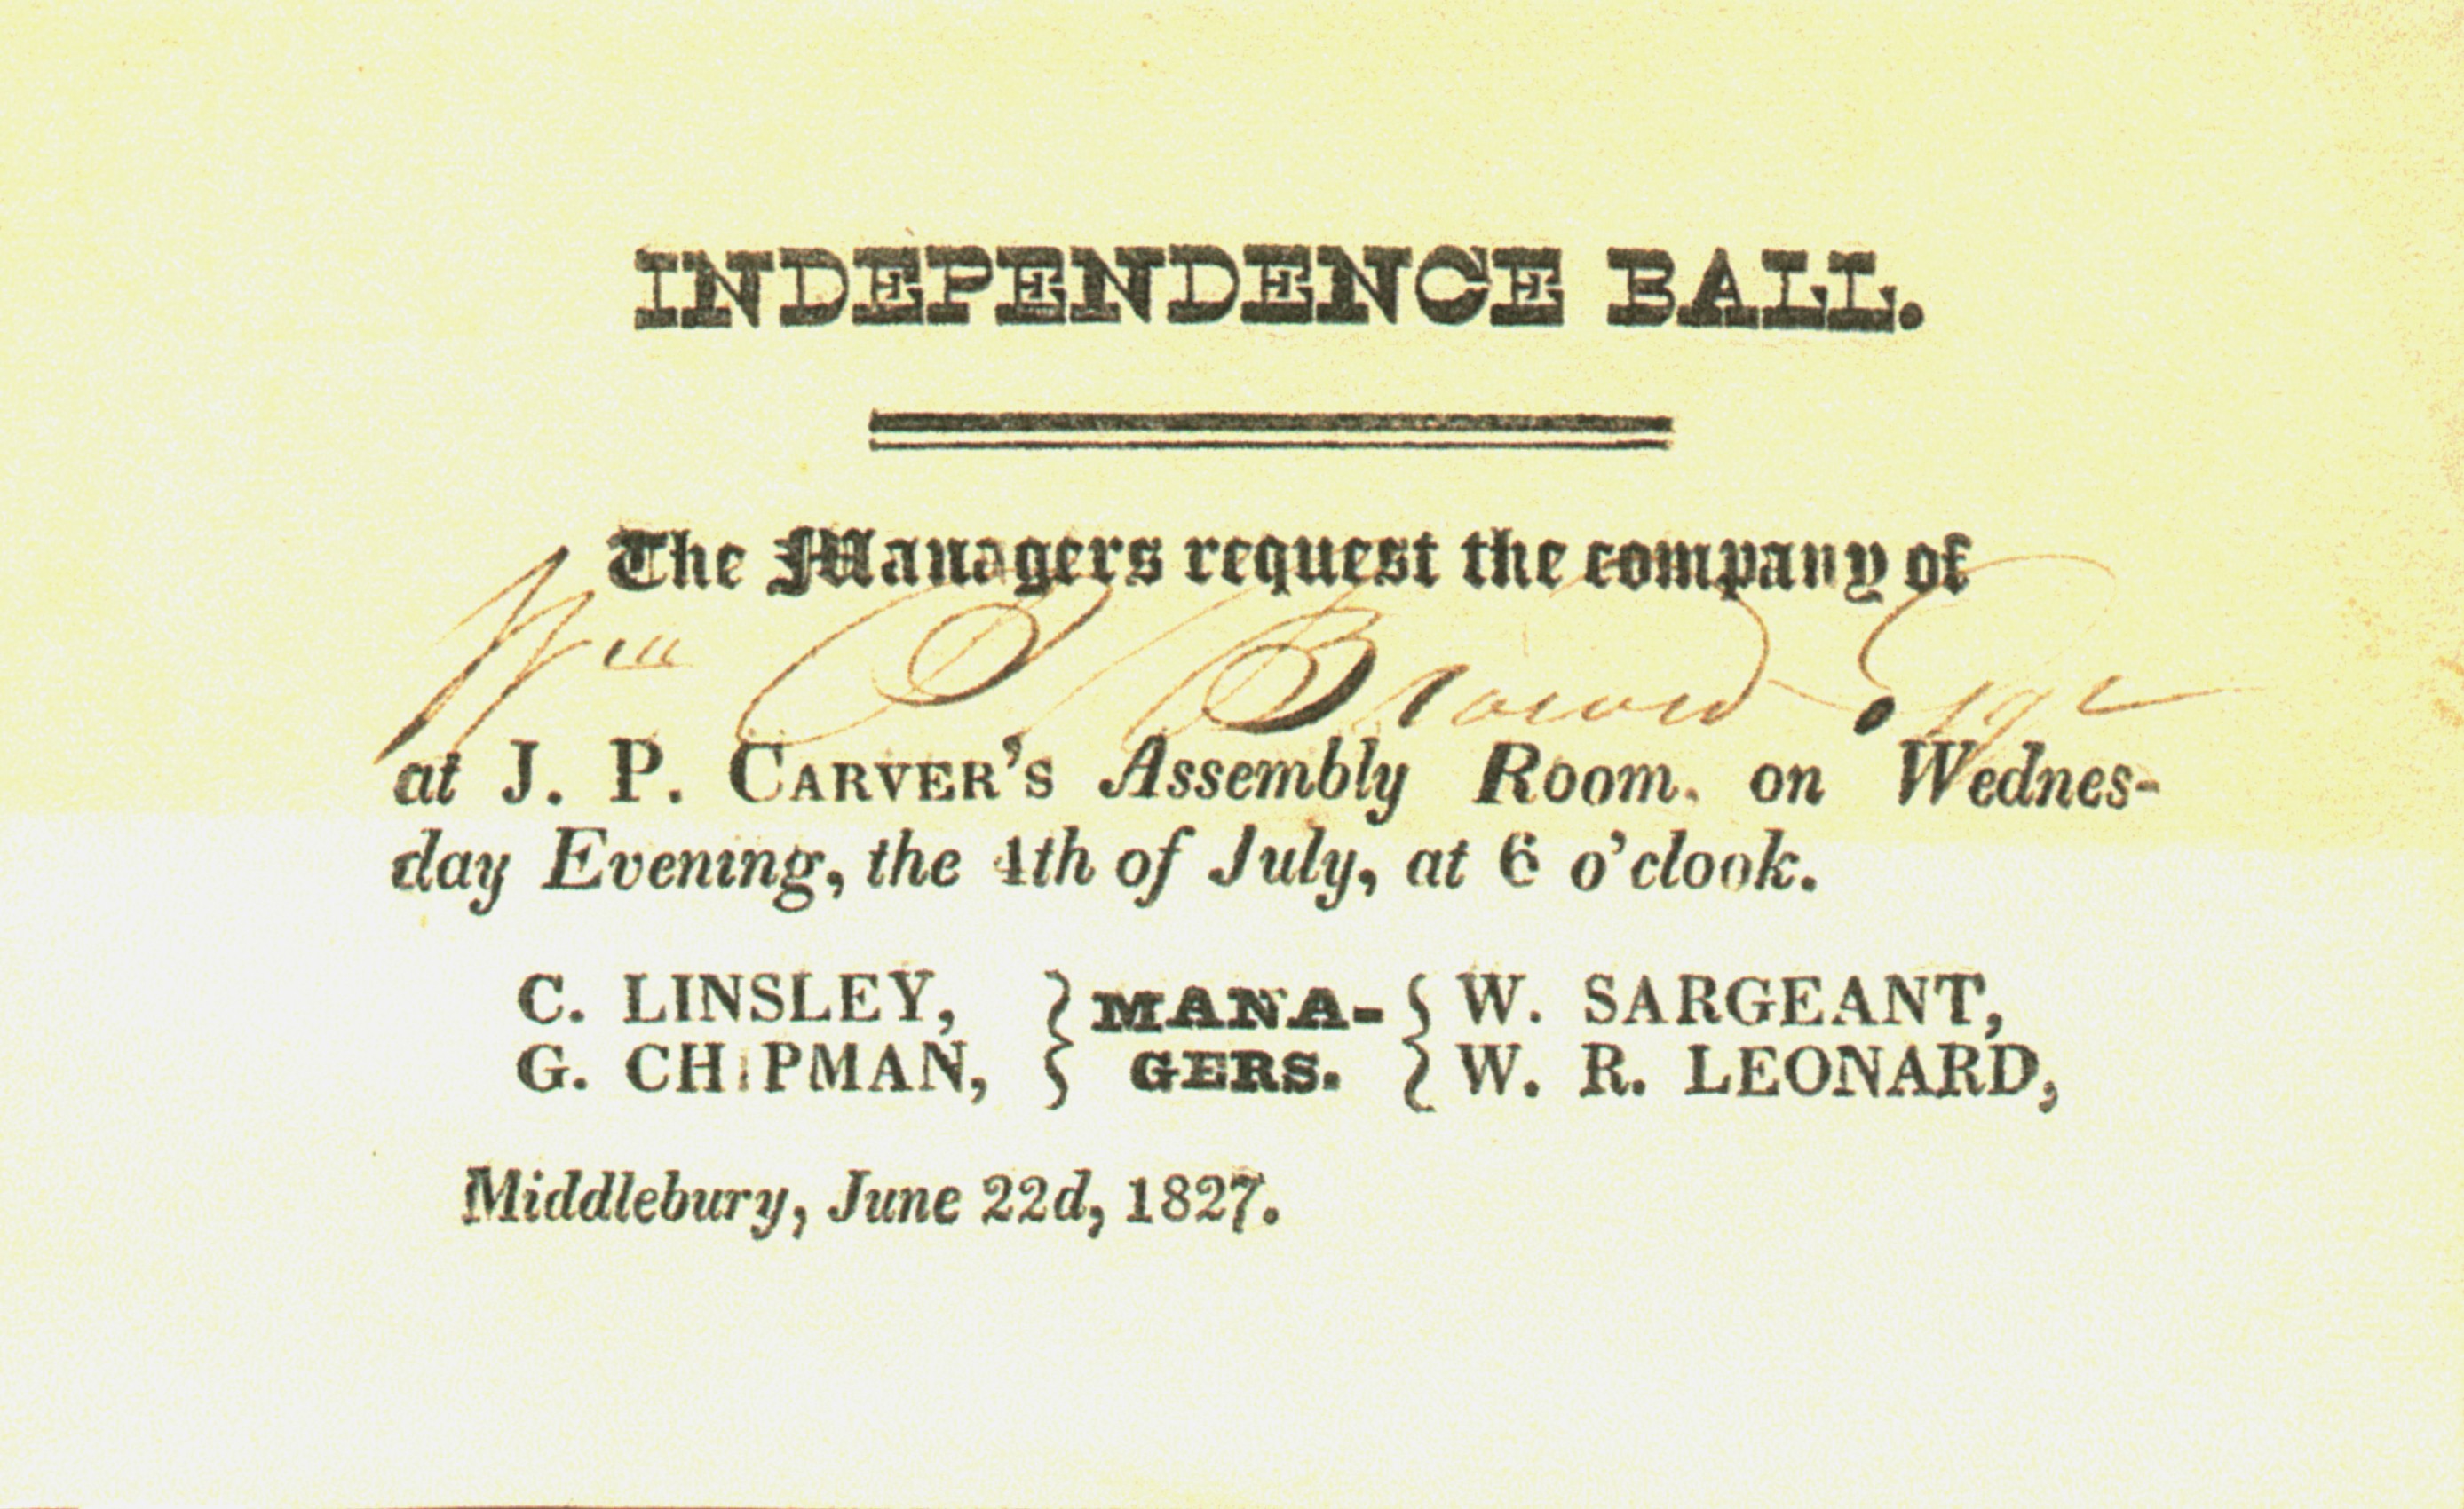 INDEPENDENCE BALL.
The Managers request the company of
Wm Brown Esqr
at J. P. CARVER'S Assembly Room. on Wednes-
day Evening, the 4th of July, at 6 o'clook.
C. LINSLEY, } MANA- { W. SARGEANT,
G. CHIPMAN, } GERS. { W. R. LEONARD,
Middlebury, June 22d, 1827.